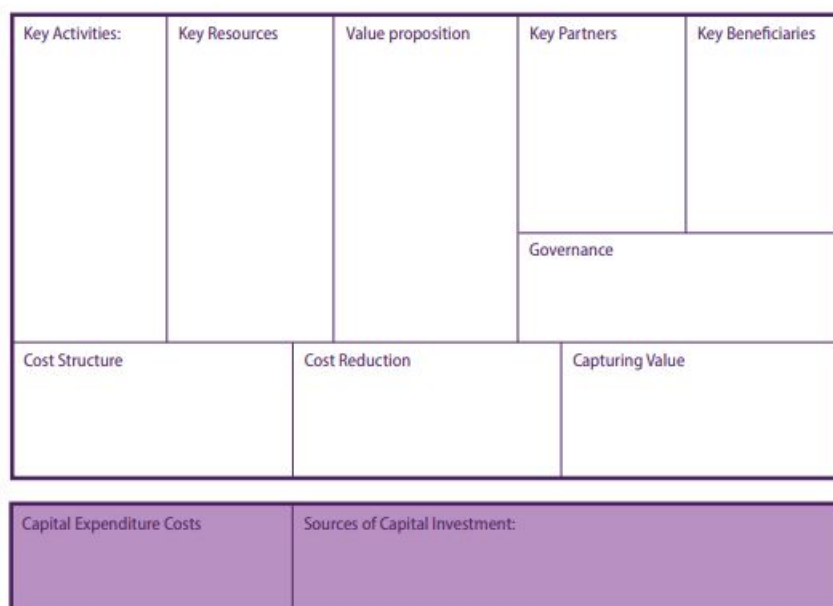 Key Activities:
Key Resources
Value proposition
Key Partners
Key Beneficiaries
Governance
Cost Structure
Cost Reduction
Capturing Value
Capital Expenditure Costs
Sources of Capital Investment: